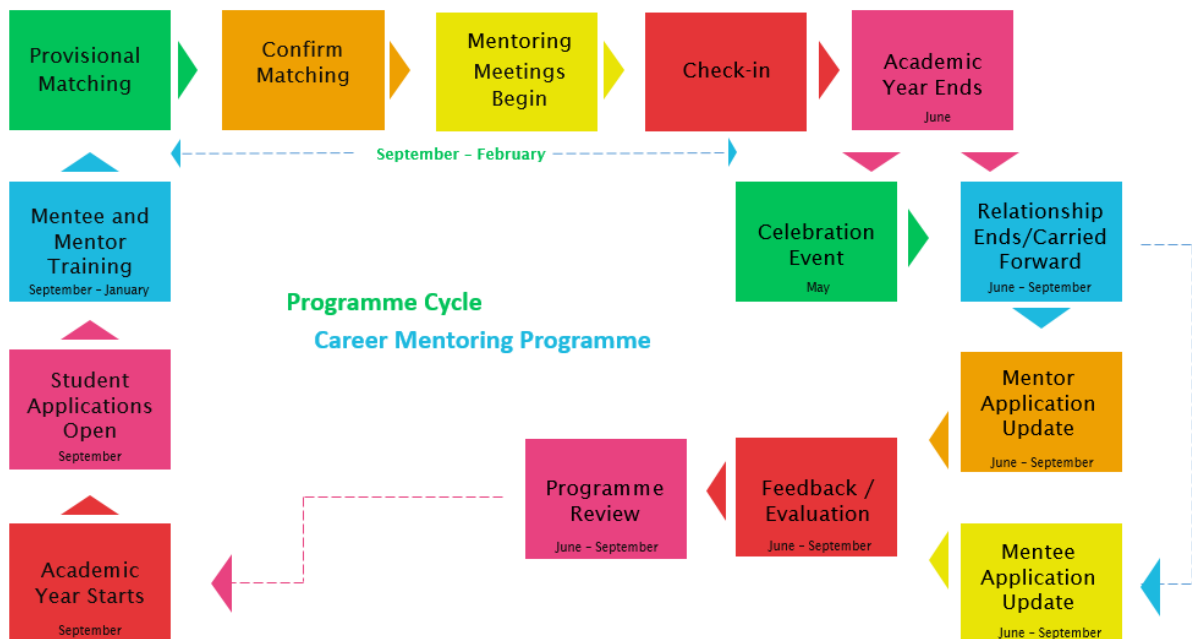 Provisional
Matching
Confirm
Matching
Mentoring
Meetings
Begin
Check-in
Academic
Year Ends
June
September – February
Mentee and
Mentor
Training
September – January
Celebration
Event
May
Relationship
Ends/Carried
Forward
June – September
Programme Cycle
Career Mentoring Programme
Student
Applications
Open
September
Mentor
Application
Update
June – September
Programme
Review
June – September
Feedback /
Evaluation
June – September
Academic
Year Starts
September
Mentee
Application
Update
June – September